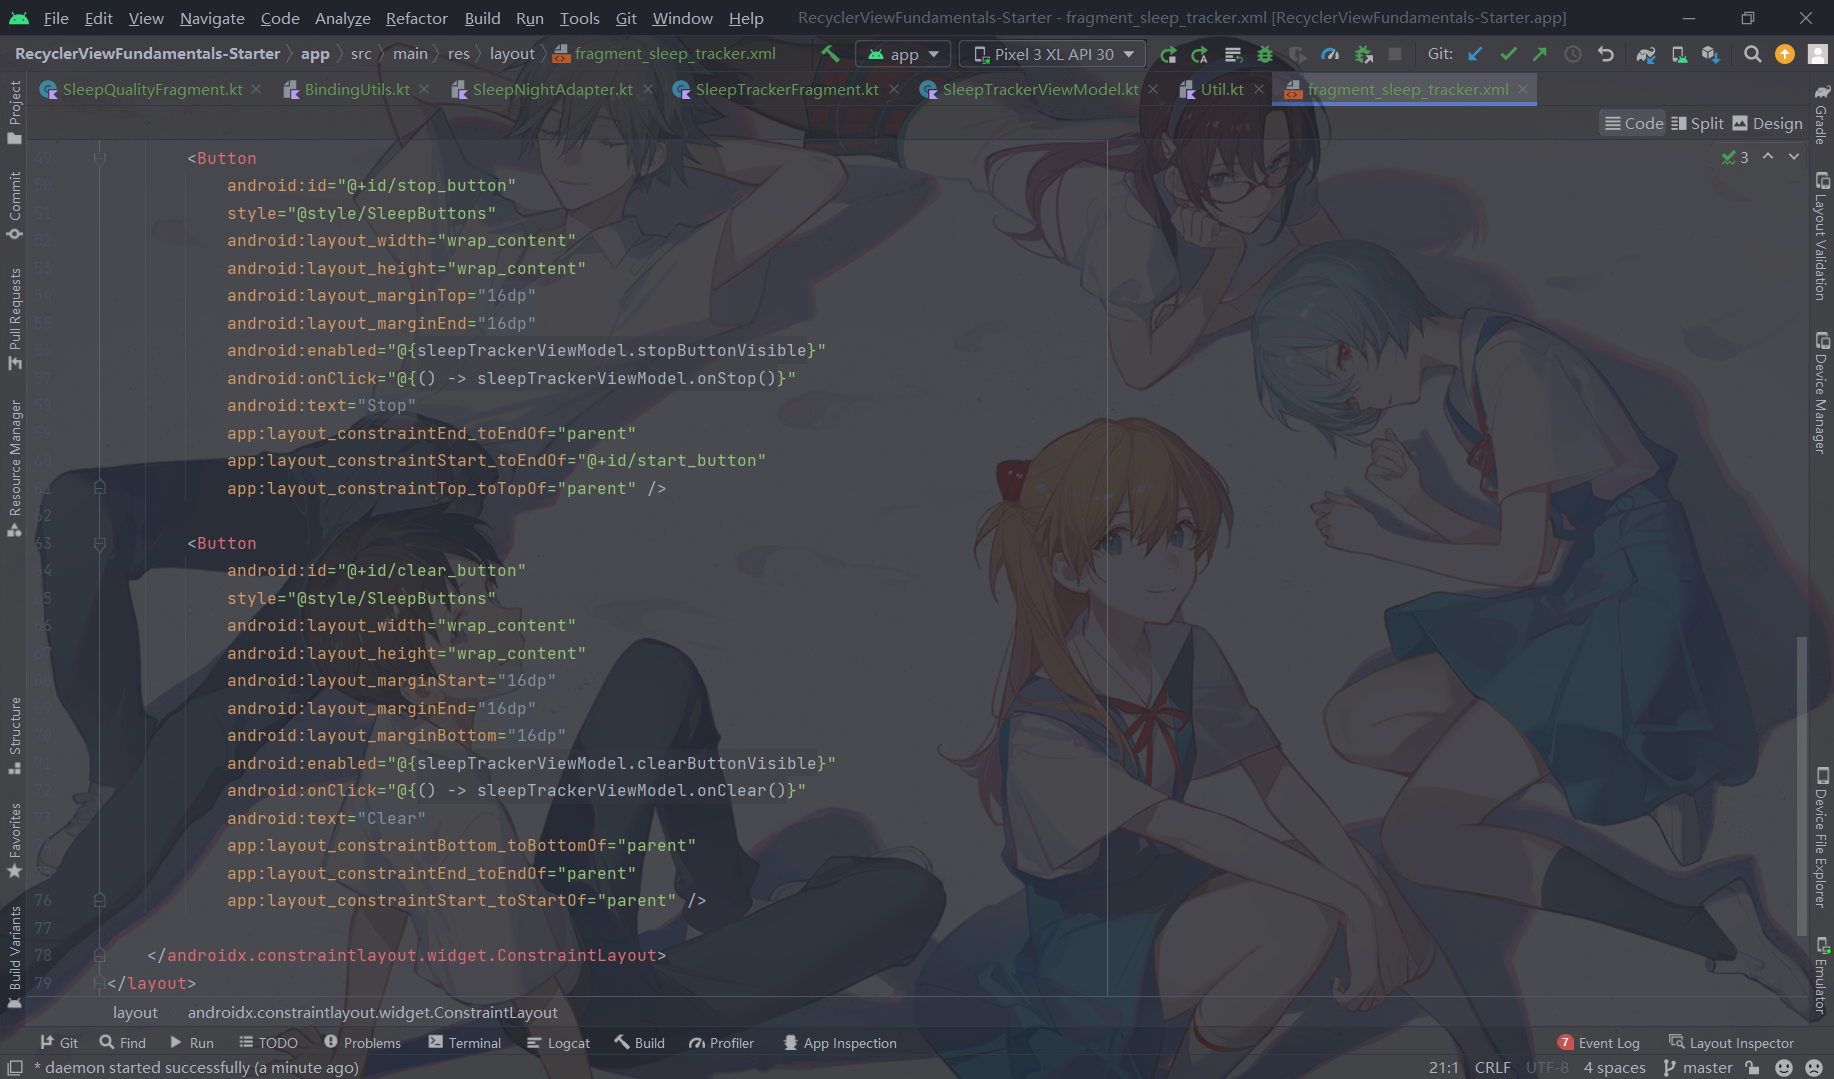 File Edit View Navigate Code Analyze Refactor Build Run Tools Git Window Help RecyclerViewFundamentals-Starter - fragment_sleep_tracker.xml [RecyclerViewFundamentals-Starter.app]
RecyclerViewFundamentals-Starter app src main res layout fragment_sleep_tracker.xml app Pixel 3 XL API 30 Git:
SleepQualityFragment.kt BindingUtils.kt SleepNightAdapter.kt SleepTrackerFragment.kt SleepTrackerViewModel.kt Util.kt fragment_sleep_tracker.xml
Code Split Design
3
Project
Commit
Pull Requests
Resource Manager
Structure
Favorites
Build Variants
49 <Button
50 android:id="@+id/stop_button"
51 style="@style/SleepButtons"
52 android:layout_width="wrap_content"
53 android:layout_height="wrap_content"
54 android:layout_marginTop="16dp"
55 android:layout_marginEnd="16dp"
56 android:enabled="@{sleepTrackerViewModel.stopButtonVisible}"
57 android:onClick="@{() -> sleepTrackerViewModel.onStop()}"
58 android:text="Stop"
59 app:layout_constraintEnd_toEndOf="parent"
60 app:layout_constraintStart_toEndOf="@+id/start_button"
61 app:layout_constraintTop_toTopOf="parent" />
62
63 <Button
64 android:id="@+id/clear_button"
65 style="@style/SleepButtons"
66 android:layout_width="wrap_content"
67 android:layout_height="wrap_content"
68 android:layout_marginStart="16dp"
69 android:layout_marginEnd="16dp"
70 android:layout_marginBottom="16dp"
71 android:enabled="@{sleepTrackerViewModel.clearButtonVisible}"
72 android:onClick="@{() -> sleepTrackerViewModel.onClear()}"
73 android:text="Clear"
74 app:layout_constraintBottom_toBottomOf="parent"
75 app:layout_constraintEnd_toEndOf="parent"
76 app:layout_constraintStart_toStartOf="parent" />
77
78 </androidx.constraintlayout.widget.ConstraintLayout>
79 </layout>
Gradle
Layout Validation
Device Manager
Device File Explorer
Emulator
layout androidx.constraintlayout.widget.ConstraintLayout
Git Find Run TODO Problems Terminal Logcat Build Profiler App Inspection 7 Event Log Layout Inspector
* daemon started successfully (a minute ago) 21:1 CRLF UTF-8 4 spaces master